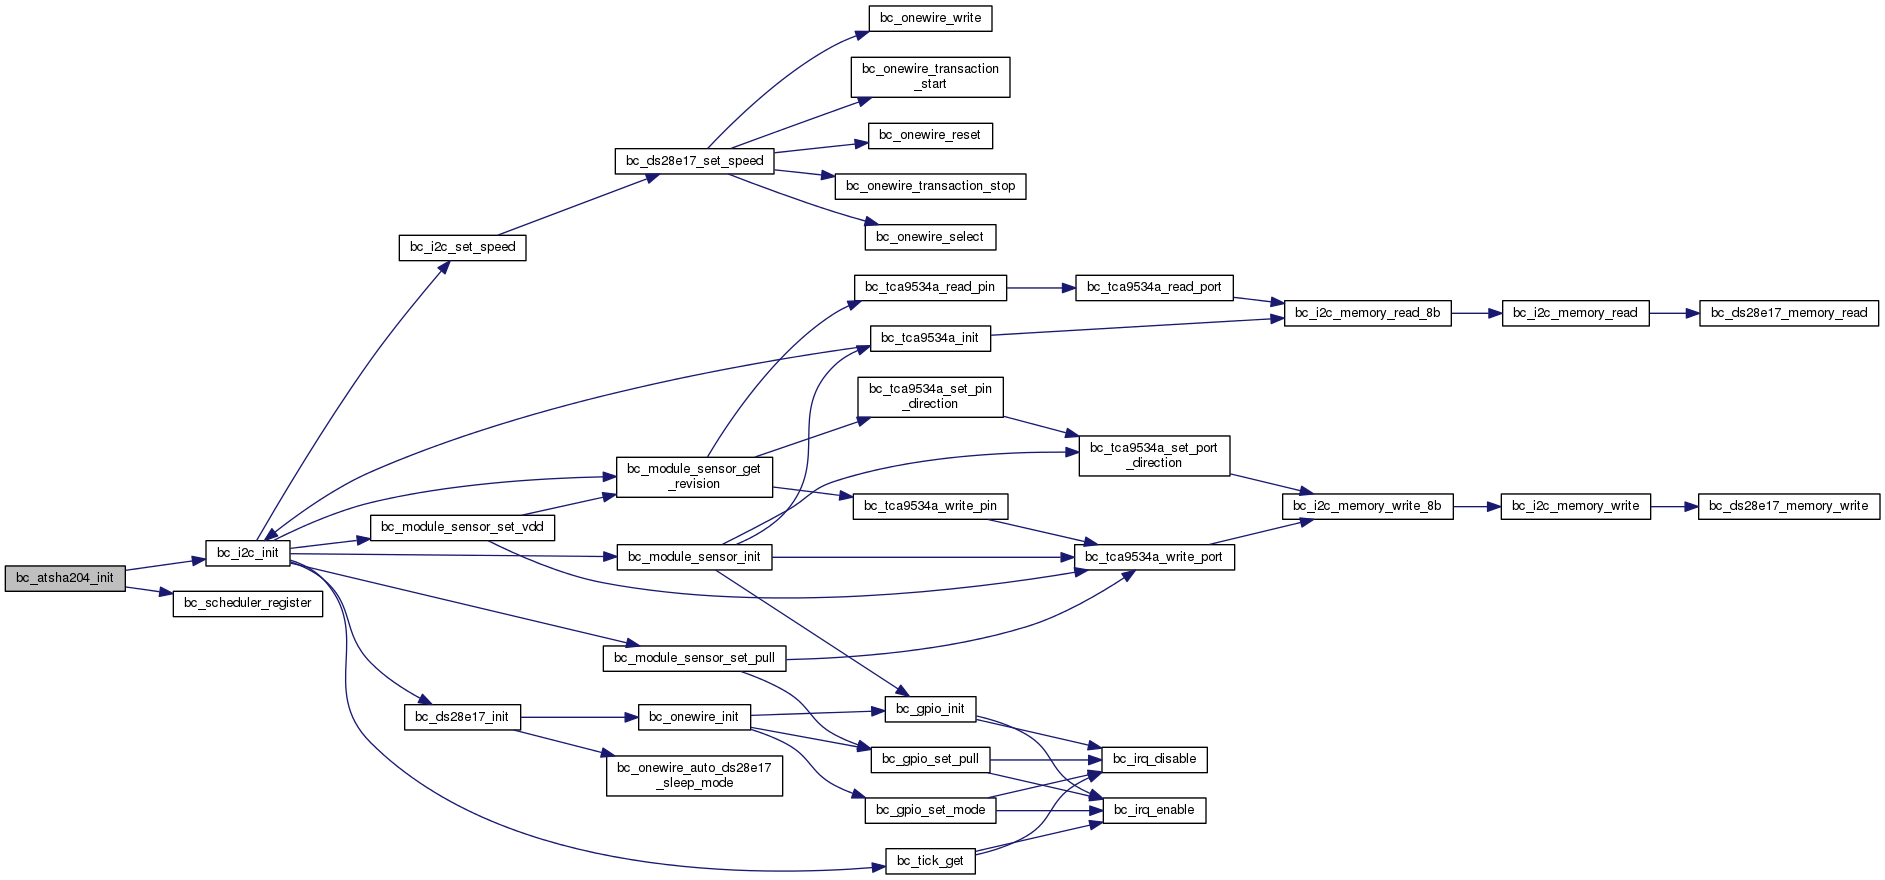 bc_onewire_write
bc_onewire_transaction
_start
bc_onewire_reset
bc_ds28e17_set_speed
bc_onewire_transaction_stop
bc_onewire_select
bc_i2c_set_speed
bc_tca9534a_read_pin
bc_tca9534a_read_port
bc_i2c_memory_read_8b
bc_i2c_memory_read
bc_ds28e17_memory_read
bc_tca9534a_init
bc_tca9534a_set_pin
_direction
bc_tca9534a_set_port
_direction
bc_module_sensor_get
_revision
bc_tca9534a_write_pin
bc_i2c_memory_write_8b
bc_i2c_memory_write
bc_ds28e17_memory_write
bc_module_sensor_set_vdd
bc_i2c_init
bc_module_sensor_init
bc_tca9534a_write_port
bc_atsha204_init
bc_scheduler_register
bc_module_sensor_set_pull
bc_gpio_init
bc_ds28e17_init
bc_onewire_init
bc_gpio_set_pull
bc_irq_disable
bc_onewire_auto_ds28e17
_sleep_mode
bc_gpio_set_mode
bc_irq_enable
bc_tick_get